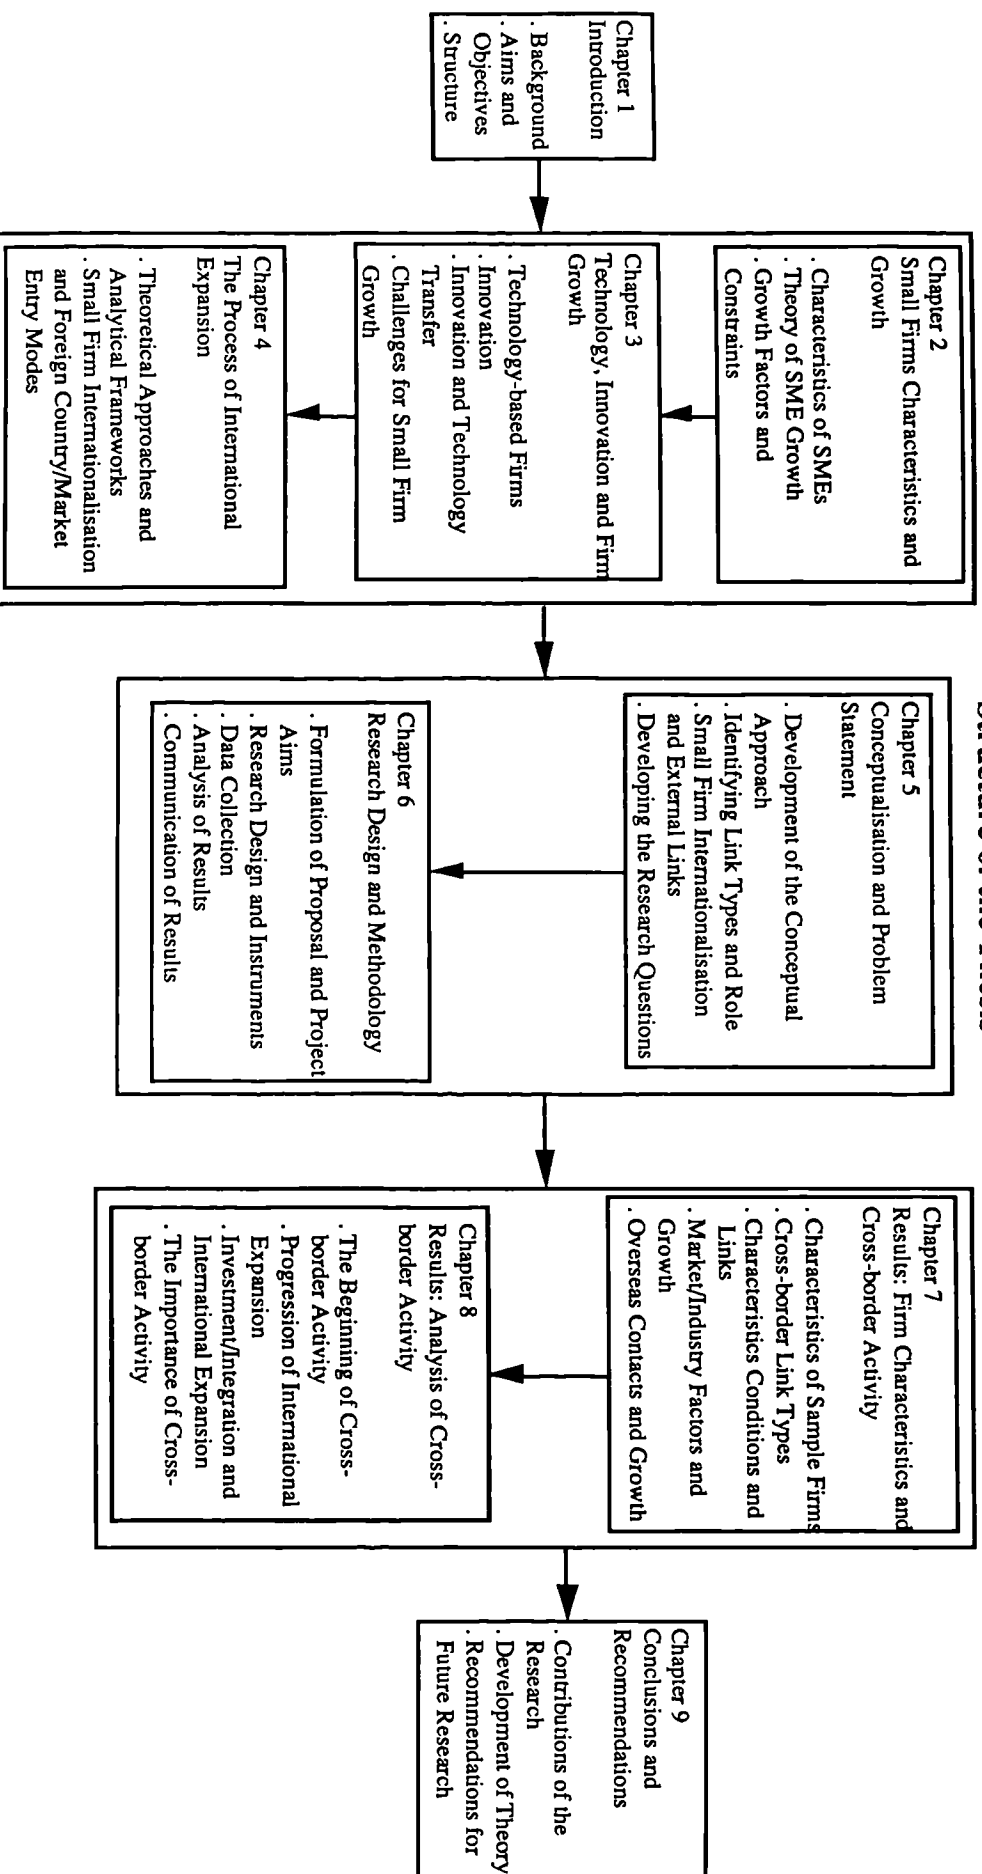 Chapter 1
Introduction
. Background
. Aims and
Objectives
. Structure
Chapter 2
Small Firms Characteristics and
Growth
. Characteristics of SMEs
. Theory of SME Growth
. Growth Factors and
Constraints
Chapter 3
Technology, Innovation and Firm
Growth
. Technology-based Firms
. Innovation
. Innovation and Technology
Transfer
. Challenges for Small Firm
Growth
Chapter 4
The Process of International
Expansion
. Theoretical Approaches and
Analytical Frameworks
. Small Firm Internationalisation
and Foreign Country/Market
Entry Modes
Chapter 5
Conceptualisation and Problem
Statement
. Development of the Conceptual
Approach
. Identifying Link Types and Role
. Small Firm Internationalisation
and External Links
. Developing the Research Questions
Chapter 6
Research Design and Methodology
. Formulation of Proposal and Project
Aims
. Research Design and Instruments
. Data Collection
. Analysis of Results
. Communication of Results
Chapter 7
Results: Firm Characteristics and
Cross-border Activity
. Characteristics of Sample Firms
. Cross-border Link Types
. Characteristics Conditions and
Links
. Market/Industry Factors and
Growth
. Overseas Contacts and Growth
Chapter 8
Results: Analysis of Cross-
border Activity
. The Beginning of Cross-
border Activity
. Progression of International
Expansion
. Investment/Integration and
International Expansion
. The Importance of Cross-
border Activity
Chapter 9
Conclusions and
Recommendations
. Contributions of the
Research
. Development of Theory
. Recommendations for
Future Research